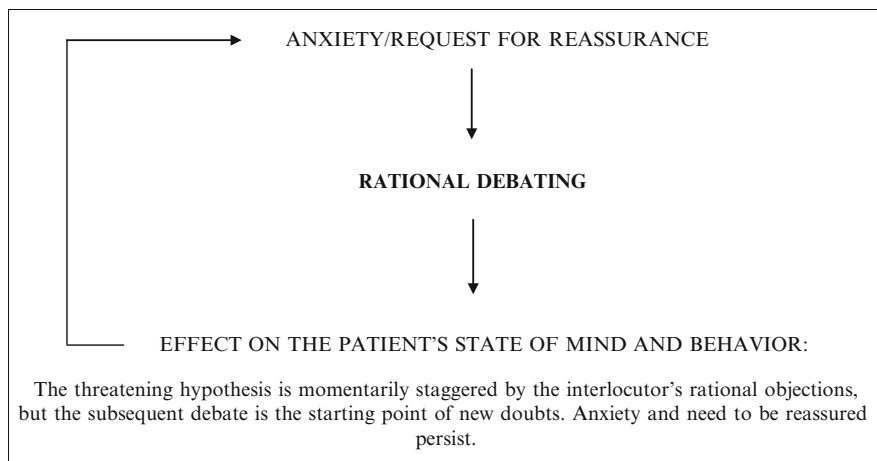 ANXIETY/REQUEST FOR REASSURANCE
RATIONAL DEBATING
EFFECT ON THE PATIENT'S STATE OF MIND AND BEHAVIOR:
The threatening hypothesis is momentarily staggered by the interlocutor's rational objections,
but the subsequent debate is the starting point of new doubts. Anxiety and need to be reassured
persist.